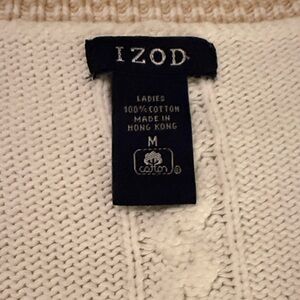 IZOD
LADIES
100% COTTON
MADE IN
HONG KONG
M
cotton
®